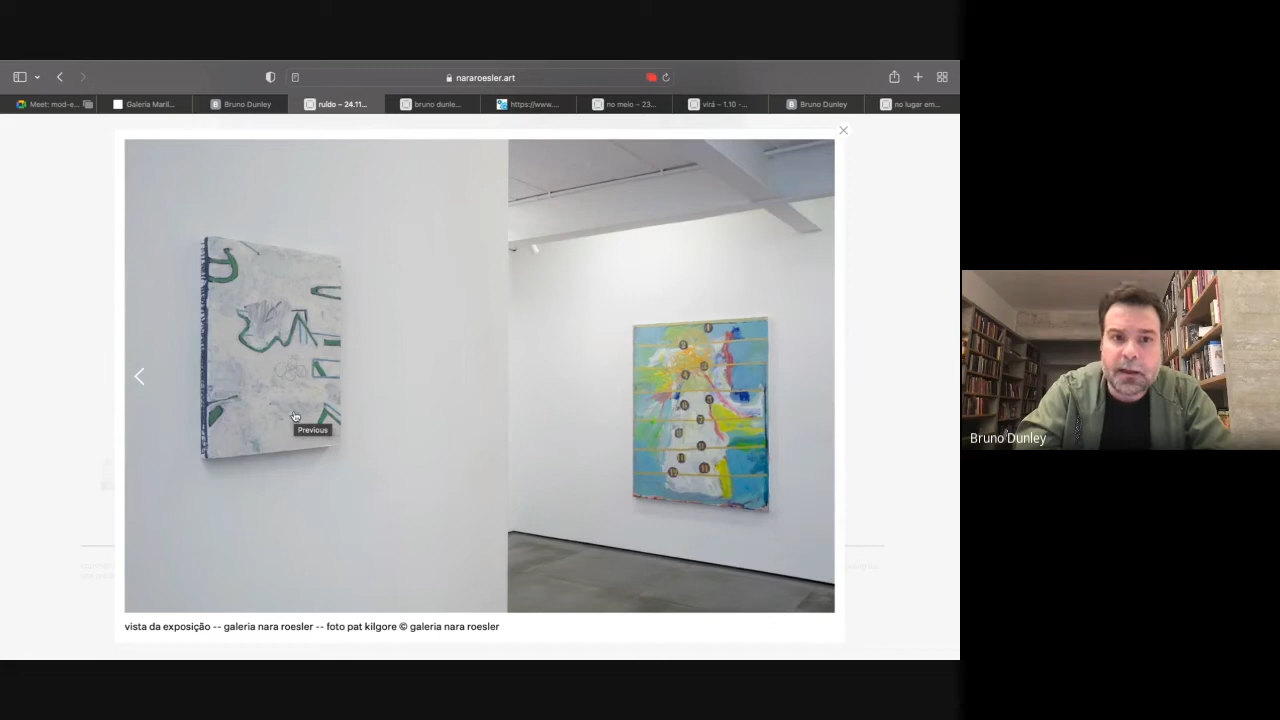 nararoesler.art
Meet: mod-e...
Galeria Maril...
Bruno Dunley
ruído – 24.11...
bruno dunle...
https://www....
no meio – 23...
virá – 1.10 -...
Bruno Dunley
no lugar em...
Previous
Bruno Dunley
vista da exposição -- galeria nara roesler -- foto pat kilgore © galeria nara roesler